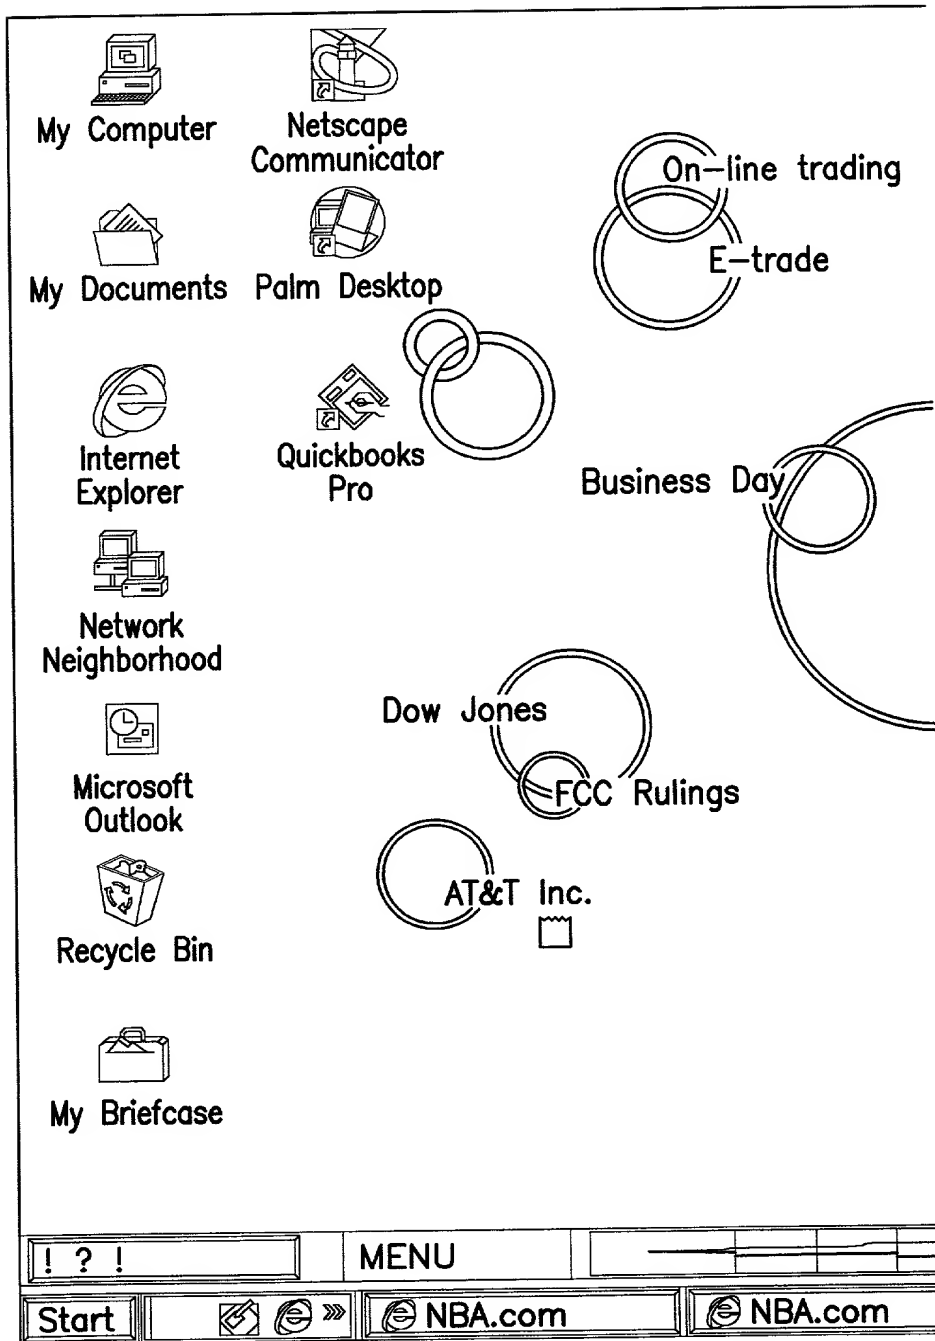 My Computer
Netscape
Communicator
My Documents
Palm Desktop
Internet
Explorer
Quickbooks
Pro
Network
Neighborhood
Microsoft
Outlook
Recycle Bin
My Briefcase
On-line trading
E-trade
Business Day
Dow Jones
FCC Rulings
AT&T Inc.
! ? !
MENU
Start
»»
NBA.com
NBA.com